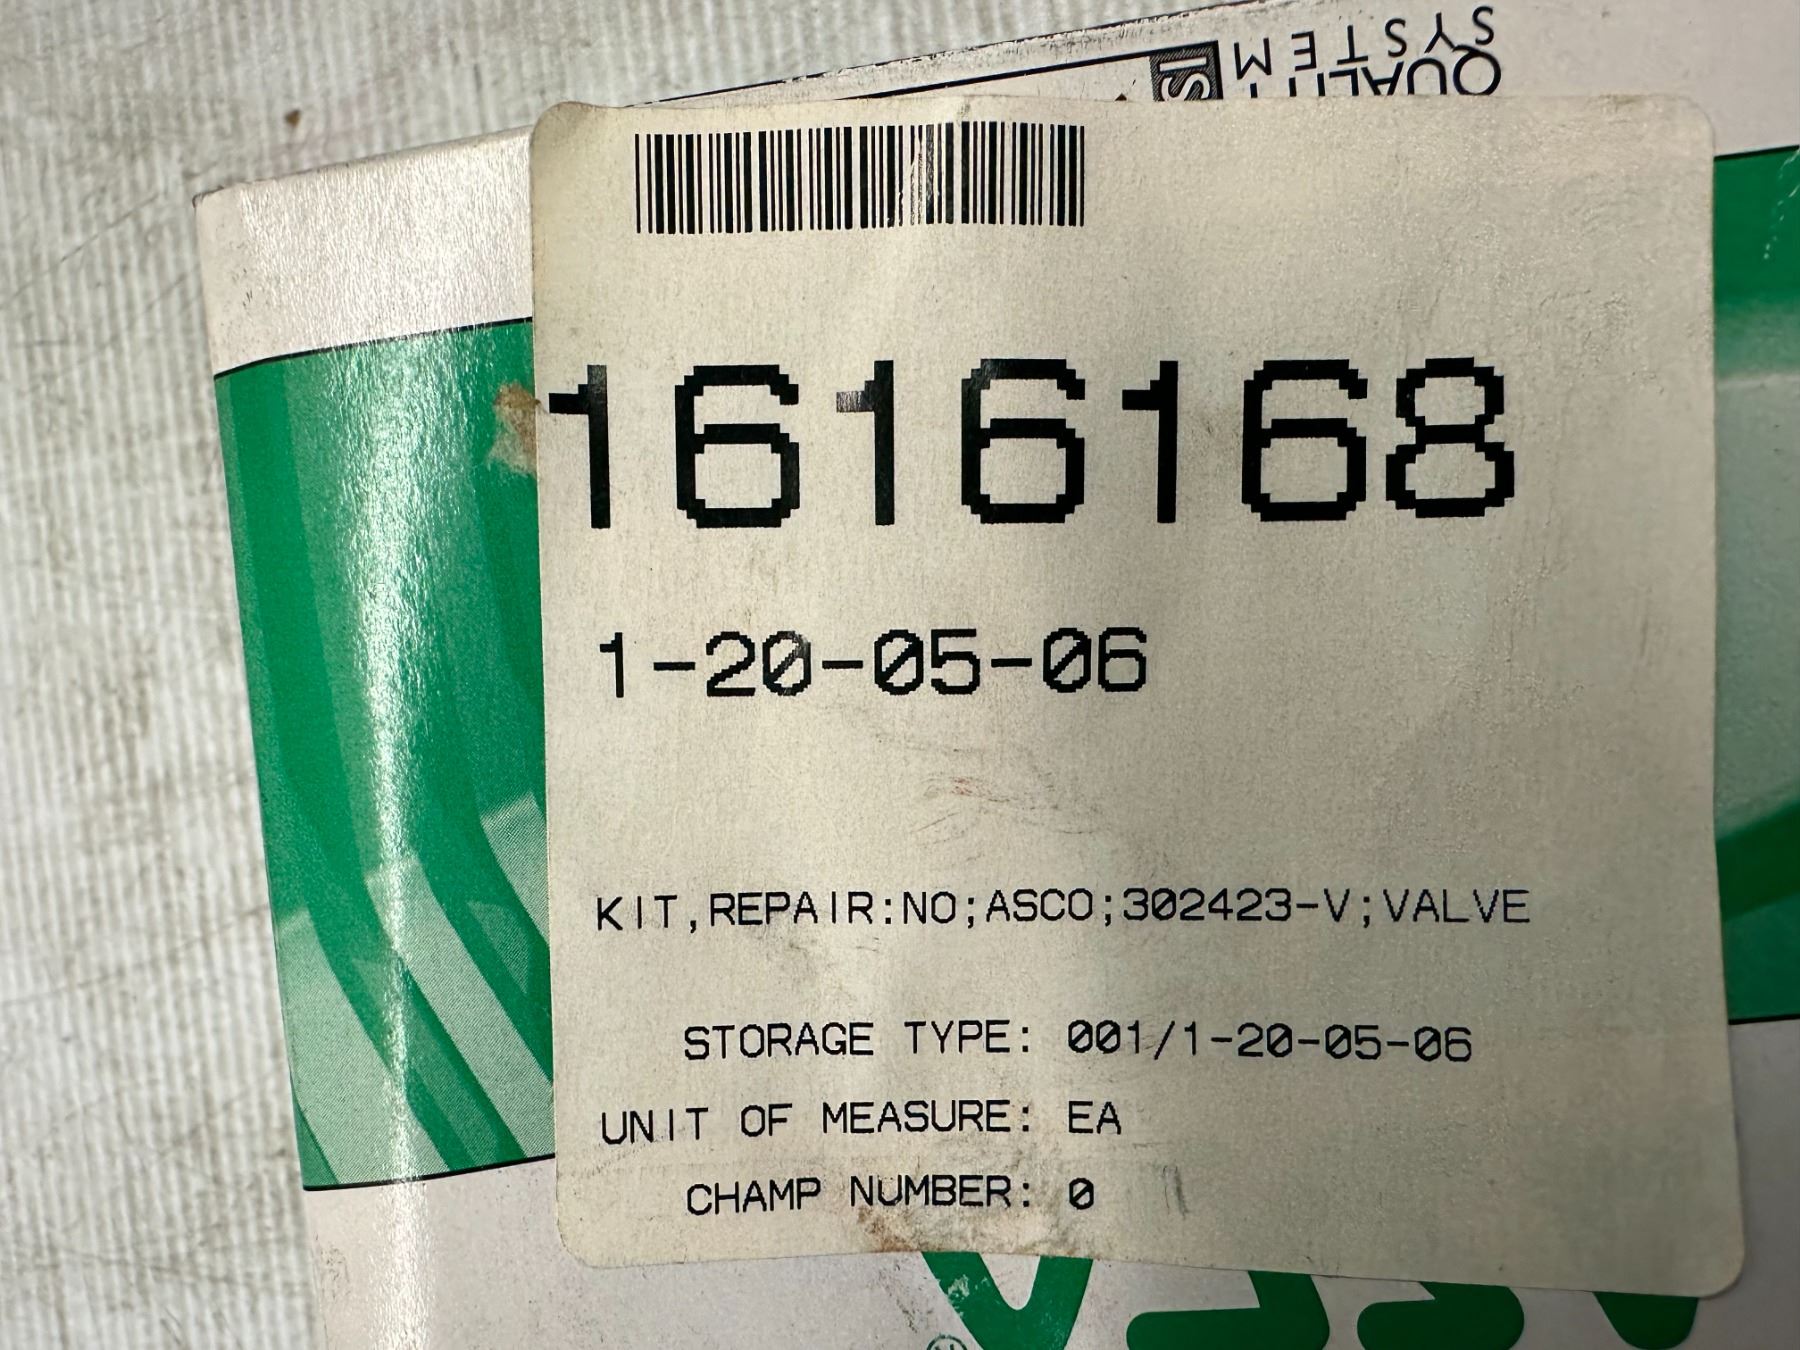 QUALITY
SYSTEM
1616168
1-20-05-06
KIT,REPAIR:NO;ASCO;302423-V;VALVE
STORAGE TYPE: 001/1-20-05-06
UNIT OF MEASURE: EA
CHAMP NUMBER: 0